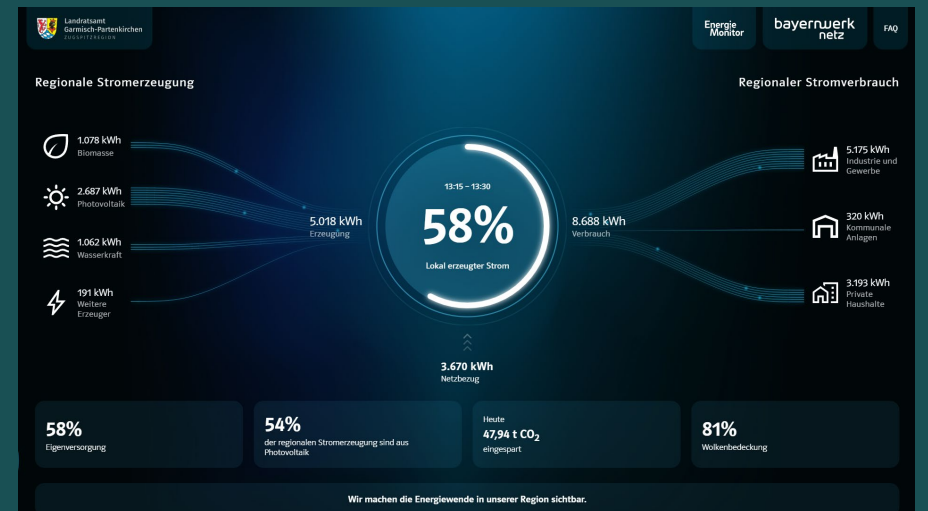 Landratsamt
Garmisch-Partenkirchen
ZUGSPITZREGION
Energie
Monitor
bayernwerk
netz
FAQ
Regionale Stromerzeugung
Regionaler Stromverbrauch
1.078 kWh
Biomasse
2.687 kWh
Photovoltaik
1.062 kWh
Wasserkraft
191 kWh
Weitere
Erzeuger
5.018 kWh
Erzeugung
13:15 – 13:30
58%
Lokal erzeugter Strom
8.688 kWh
Verbrauch
5.175 kWh
Industrie und
Gewerbe
320 kWh
Kommunale
Anlagen
3.193 kWh
Private
Haushalte
3.670 kWh
Netzbezug
58%
Eigenversorgung
54%
der regionalen Stromerzeugung sind aus
Photovoltaik
Heute
47,94 t CO₂
eingespart
81%
Wolkenbedeckung
Wir machen die Energiewende in unserer Region sichtbar.